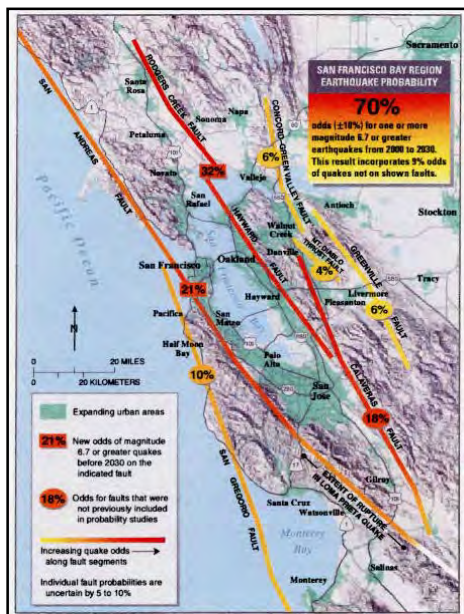 Sacramento
SAN FRANCISCO BAY REGION
EARTHQUAKE PROBABILITY
70%
odds (±10%) for one or more
magnitude 6.7 or greater
earthquakes from 2000 to 2030.
This result incorporates 9% odds
of quakes not on shown faults.
SAN
ANDREAS
FAULT
RODGERS
CREEK
FAULT
Santa
Rosa
Sonoma
Napa
Petaluma
Novato
32%
6%
CONCORD-GREEN VALLEY FAULT
Vallejo
San
Rafael
HAYWARD
FAULT
Antioch
Stockton
Walnut
Creek
MT. DIABLO
THRUST FAULT
GREENVILLE
FAULT
Pacific Ocean
San Francisco Bay
Oakland
Danville
4%
San Francisco
21%
Tracy
Livermore
Pleasanton
6%
Hayward
Pacifica
San
Mateo
N
Half Moon
Bay
Palo
Alto
0
20 MILES
0
20 KILOMETERS
10%
San
Jose
CALAVERAS
FAULT
18%
SAN
GREGORIO
FAULT
EXTENT OF RUPTURE
IN LOMA PRIETA QUAKE
Gilroy
Santa Cruz
Watsonville
Monterey
Bay
Salinas
Monterey
Expanding urban areas
21%
New odds of magnitude
6.7 or greater quakes
before 2030 on the
indicated fault
18%
Odds for faults that were
not previously included
in probability studies
Increasing quake odds
along fault segments
Individual fault probabilities are
uncertain by 5 to 10%